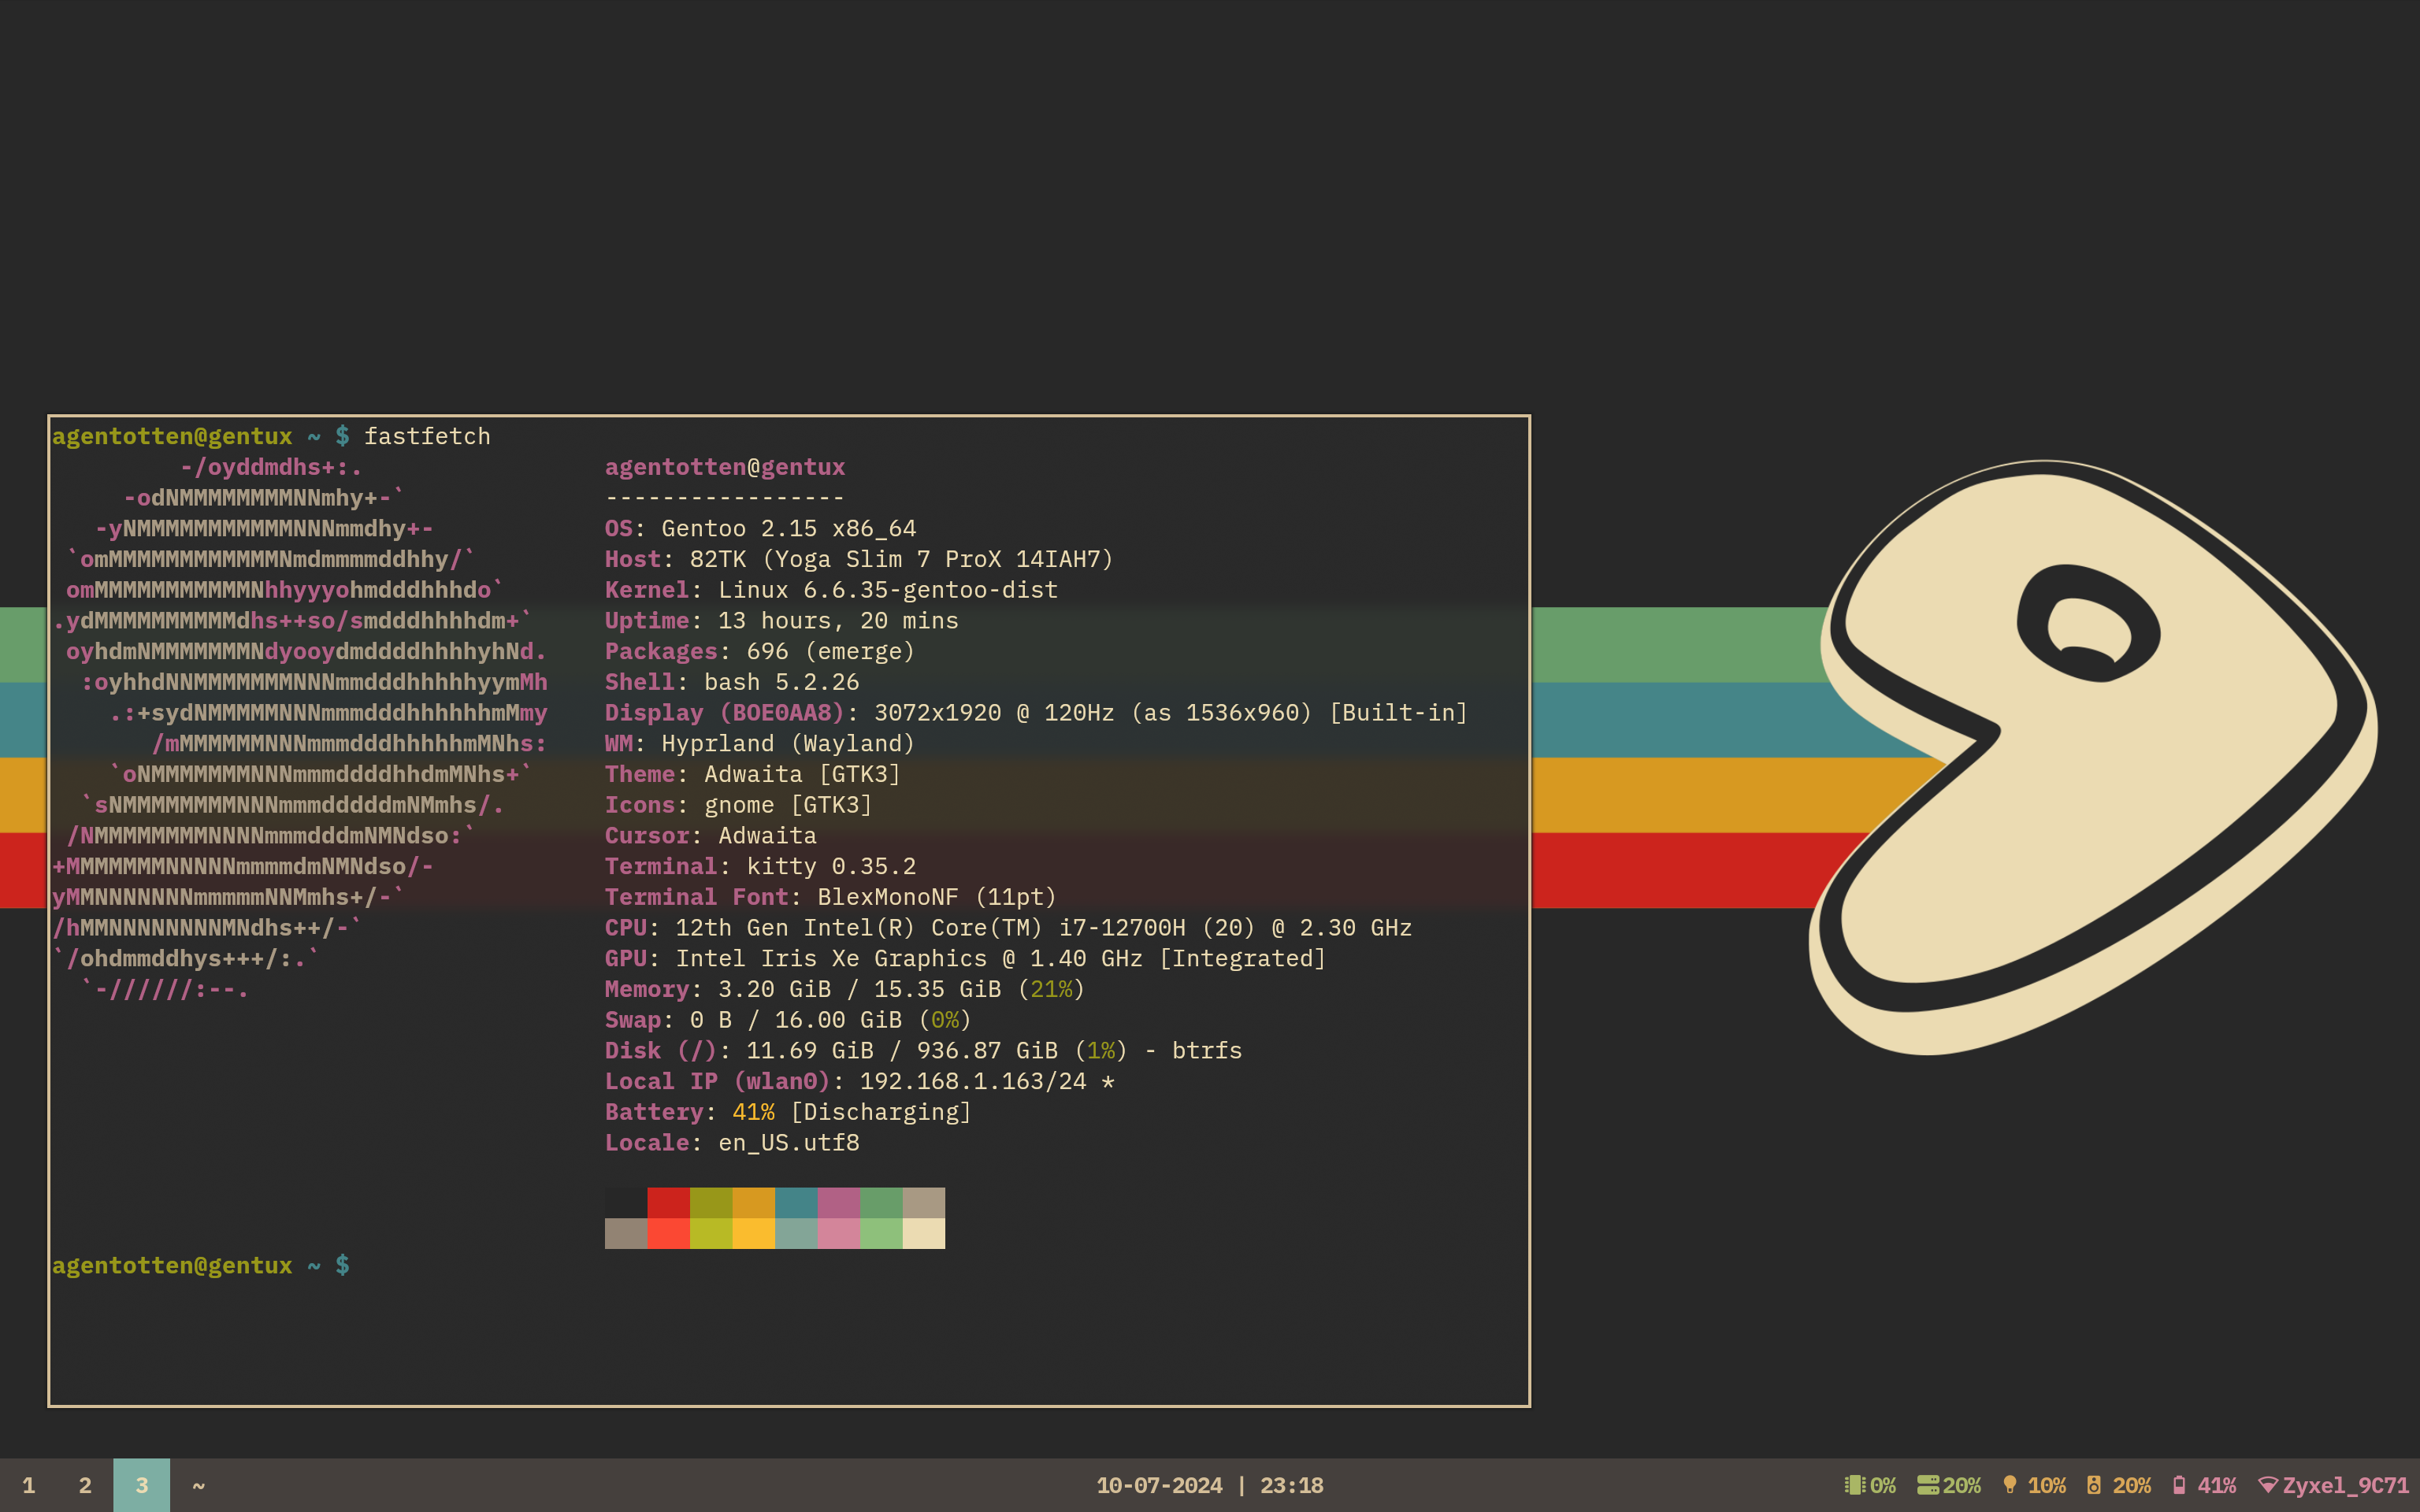 agentotten@gentux ~ $ fastfetch
         -/oyddmdhs+:.                 agentotten@gentux
     -odNMMMMMMMMNNmhy+-`              -----------------
   -yNMMMMMMMMMMMNNNmmdhy+-            OS: Gentoo 2.15 x86_64
 `omMMMMMMMMMMMMNmdmmmmddhhy/`         Host: 82TK (Yoga Slim 7 ProX 14IAH7)
 omMMMMMMMMMMMNhhyyyohmdddhhhdo`       Kernel: Linux 6.6.35-gentoo-dist
.ydMMMMMMMMMMdhs++so/smdddhhhhdm+`     Uptime: 13 hours, 20 mins
 oyhdmNMMMMMMMNdyooydmddddhhhhyhNd.    Packages: 696 (emerge)
  :oyhhdNNMMMMMMMNNNmmdddhhhhhyymMh    Shell: bash 5.2.26
    .:+sydNMMMMMNNNmmmdddhhhhhhmMmy    Display (BOE0AA8): 3072x1920 @ 120Hz (as 1536x960) [Built-in]
       /mMMMMMMNNNmmmdddhhhhhmMNhs:    WM: Hyprland (Wayland)
    `oNMMMMMMMNNNmmmddddhhdmMNhs+`     Theme: Adwaita [GTK3]
  `sNMMMMMMMMNNNmmmdddddmNMmhs/.       Icons: gnome [GTK3]
 /NMMMMMMMMNNNNmmmdddmNMNdso:`         Cursor: Adwaita
+MMMMMMMNNNNNmmmmdmNMNdso/-            Terminal: kitty 0.35.2
yMMNNNNNNNmmmmmNNMmhs+/-`              Terminal Font: BlexMonoNF (11pt)
/hMMNNNNNNNNMNdhs++/-`                 CPU: 12th Gen Intel(R) Core(TM) i7-12700H (20) @ 2.30 GHz
`/ohdmmddhys+++/:.`                    GPU: Intel Iris Xe Graphics @ 1.40 GHz [Integrated]
  `-//////:--.                         Memory: 3.20 GiB / 15.35 GiB (21%)
Swap: 0 B / 16.00 GiB (0%)
Disk (/): 11.69 GiB / 936.87 GiB (1%) - btrfs
Local IP (wlan0): 192.168.1.163/24 *
Battery: 41% [Discharging]
Locale: en_US.utf8
agentotten@gentux ~ $
1 2 3 ~ 10-07-2024 | 23:18 0% 20% 10% 20% 41% Zyxel_9C71